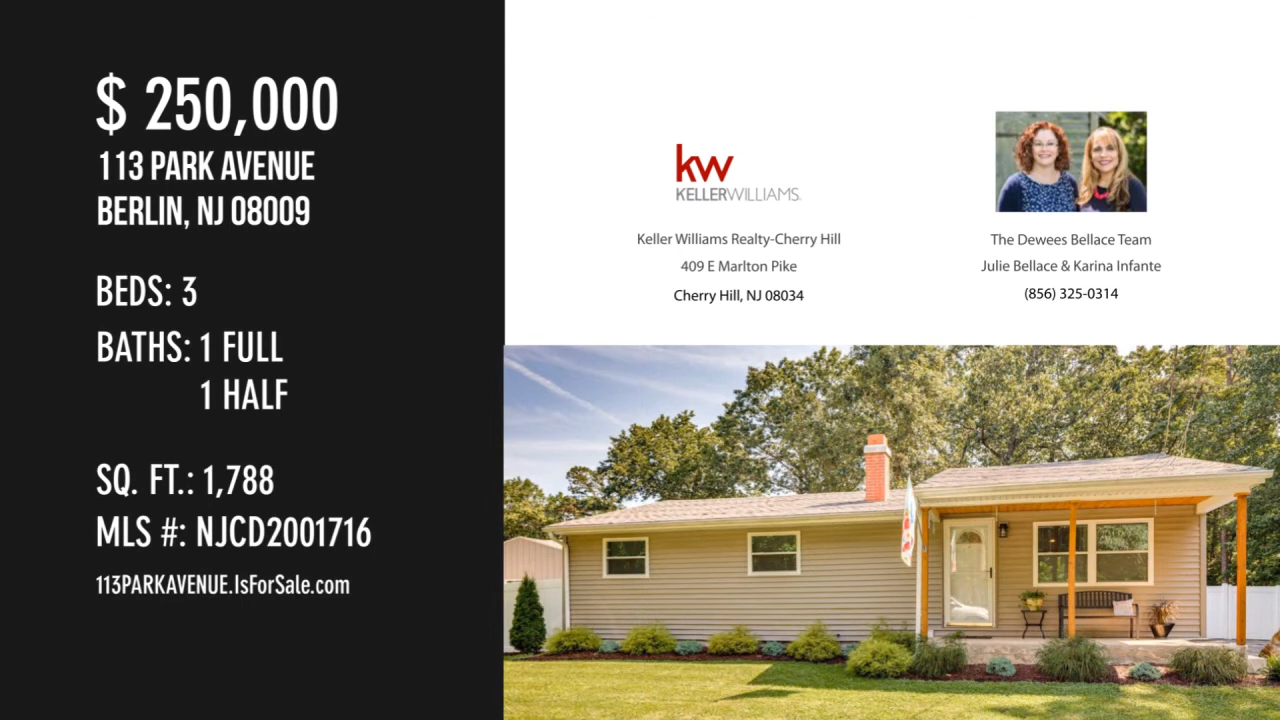 $ 250,000
113 PARK AVENUE
BERLIN, NJ 08009
BEDS: 3
BATHS: 1 FULL
1 HALF
SQ. FT.: 1,788
MLS #: NJCD2001716
113PARKAVENUE.IsForSale.com
kw
KELLERWILLIAMS.
Keller Williams Realty-Cherry Hill
409 E Marlton Pike
Cherry Hill, NJ 08034
The Dewees Bellace Team
Julie Bellace & Karina Infante
(856) 325-0314